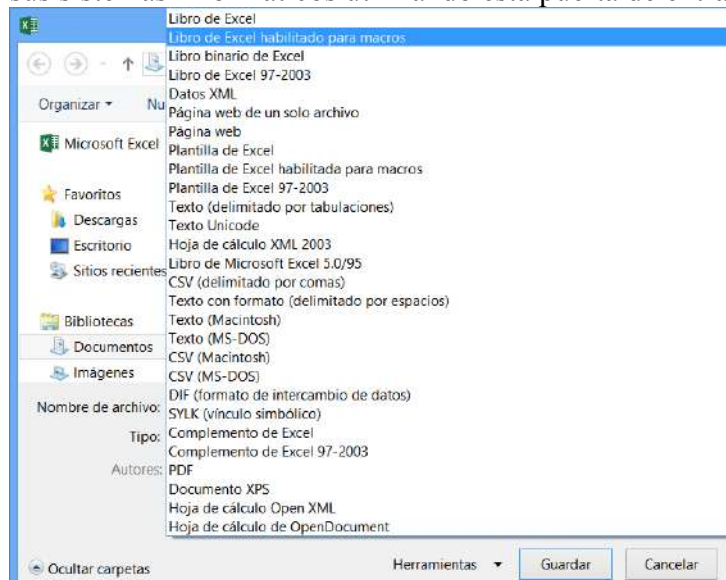 Libro de Excel
Libro de Excel habilitado para macros
Libro binario de Excel
Libro de Excel 97-2003
Datos XML
Página web de un solo archivo
Página web
Plantilla de Excel
Plantilla de Excel habilitada para macros
Plantilla de Excel 97-2003
Texto (delimitado por tabulaciones)
Texto Unicode
Hoja de cálculo XML 2003
Libro de Microsoft Excel 5.0/95
CSV (delimitado por comas)
Texto con formato (delimitado por espacios)
Texto (Macintosh)
Texto (MS-DOS)
CSV (Macintosh)
CSV (MS-DOS)
DIF (formato de intercambio de datos)
SYLK (vínculo simbólico)
Complemento de Excel
Complemento de Excel 97-2003
PDF
Documento XPS
Hoja de cálculo Open XML
Hoja de cálculo de OpenDocument
Organizar Nu
Microsoft Excel
Favoritos
Descargas
Escritorio
Sitios recientes
Bibliotecas
Documentos
Imágenes
Nombre de archivo:
Tipo:
Autores:
Ocultar carpetas Herramientas Guardar Cancelar